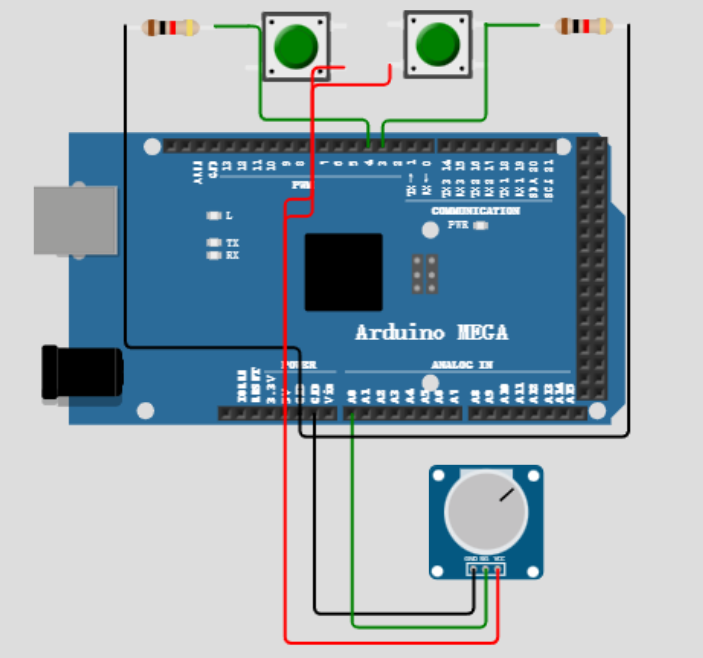 AREF GND 13 12 11 10 9 8 7 6 5 4 3 2 TX→ 1 RX← 0 TX3 14 RX3 15 TX2 16 RX2 17 TX1 18 RX1 19 SDA 20 SCL 21
PWM
COMMUNICATION
L
PWR
TX
RX
Arduino MEGA
POWER
ANALOG IN
IOREF RESET 3.3V 5V GND GND VIN A0 A1 A2 A3 A4 A5 A6 A7 A8 A9 A10 A11 A12 A13 A14 A15
GND SIG VCC